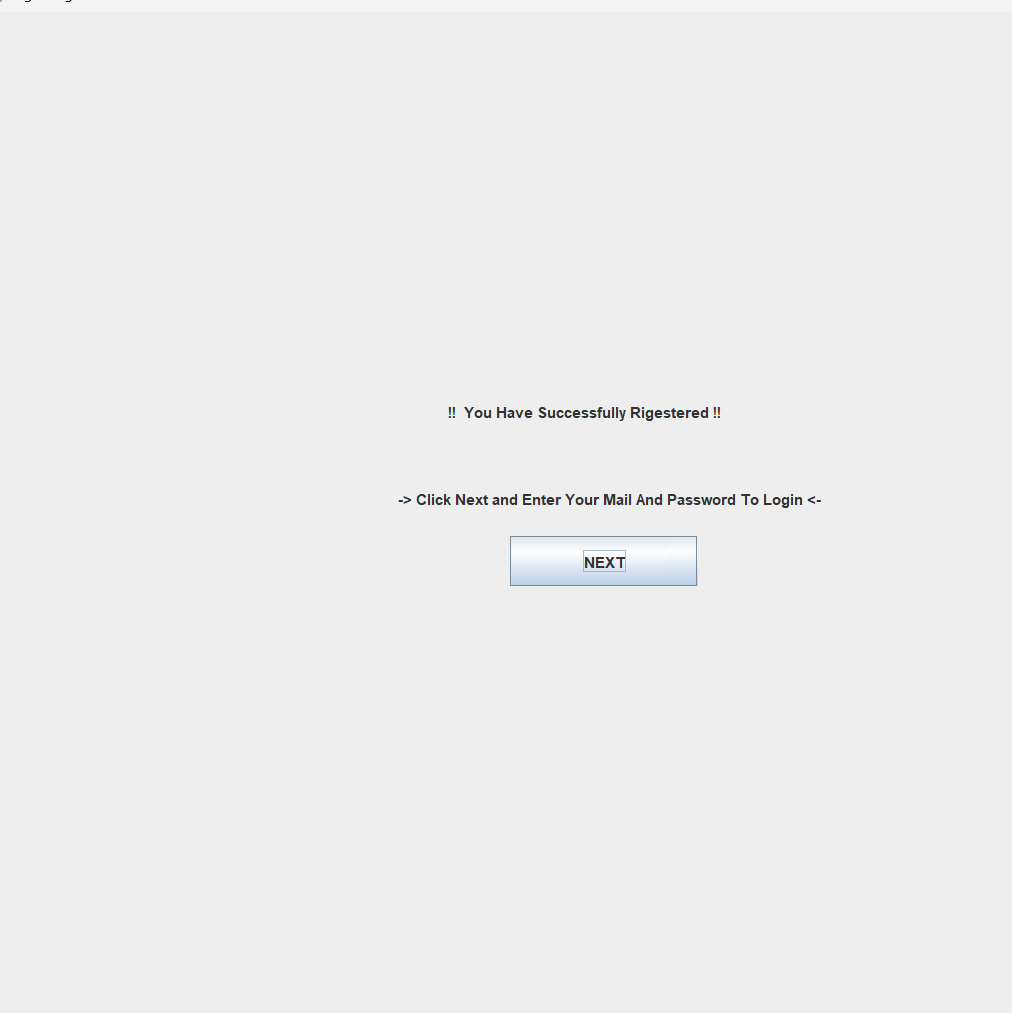 !! You Have Successfully Rigestered !!
-> Click Next and Enter Your Mail And Password To Login <-
NEXT